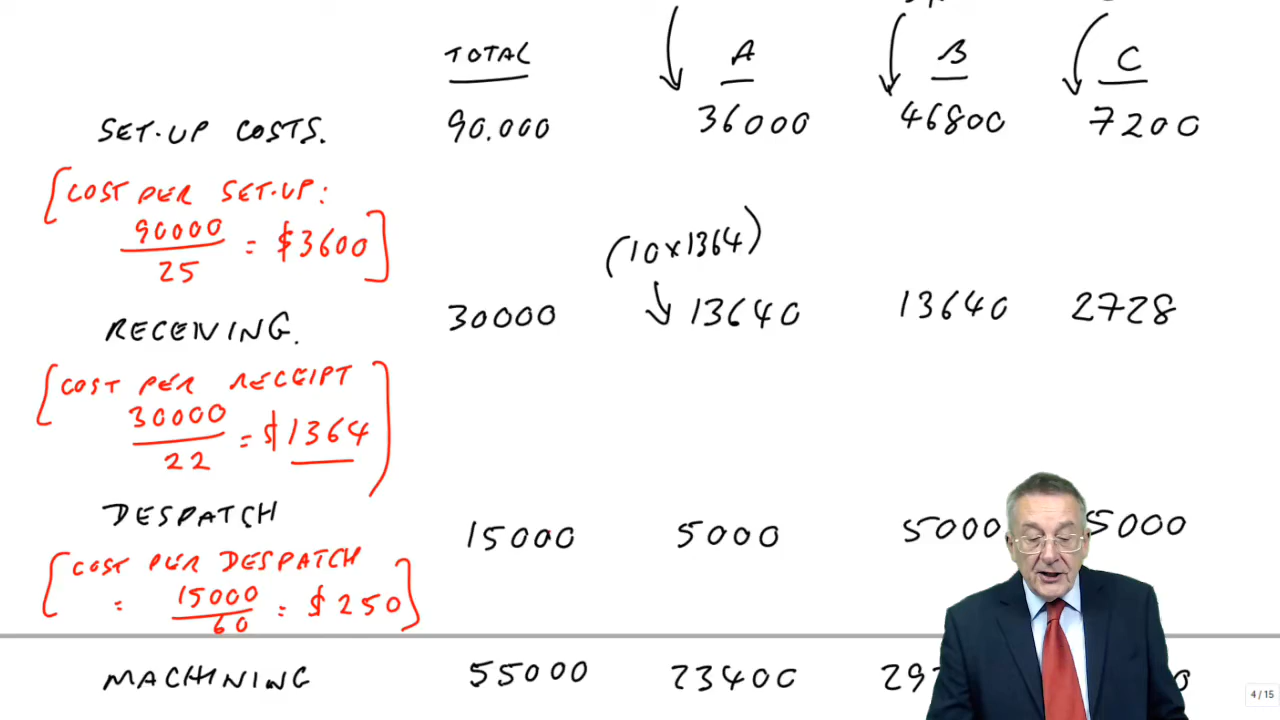 TOTAL A B C
SET-UP COSTS. 90.000 36000 46800 7200
[COST PER SET-UP:
90000
25
= $3600]
(10x1364)
RECEIVING. 30000 13640 13640 2728
[COST PER RECEIPT
30000
22
= $1364]
DESPATCH 15000 5000 5000 5000
[COST PER DESPATCH
= 15000
60
= $250]
MACHINING 55000 23400
4 / 15